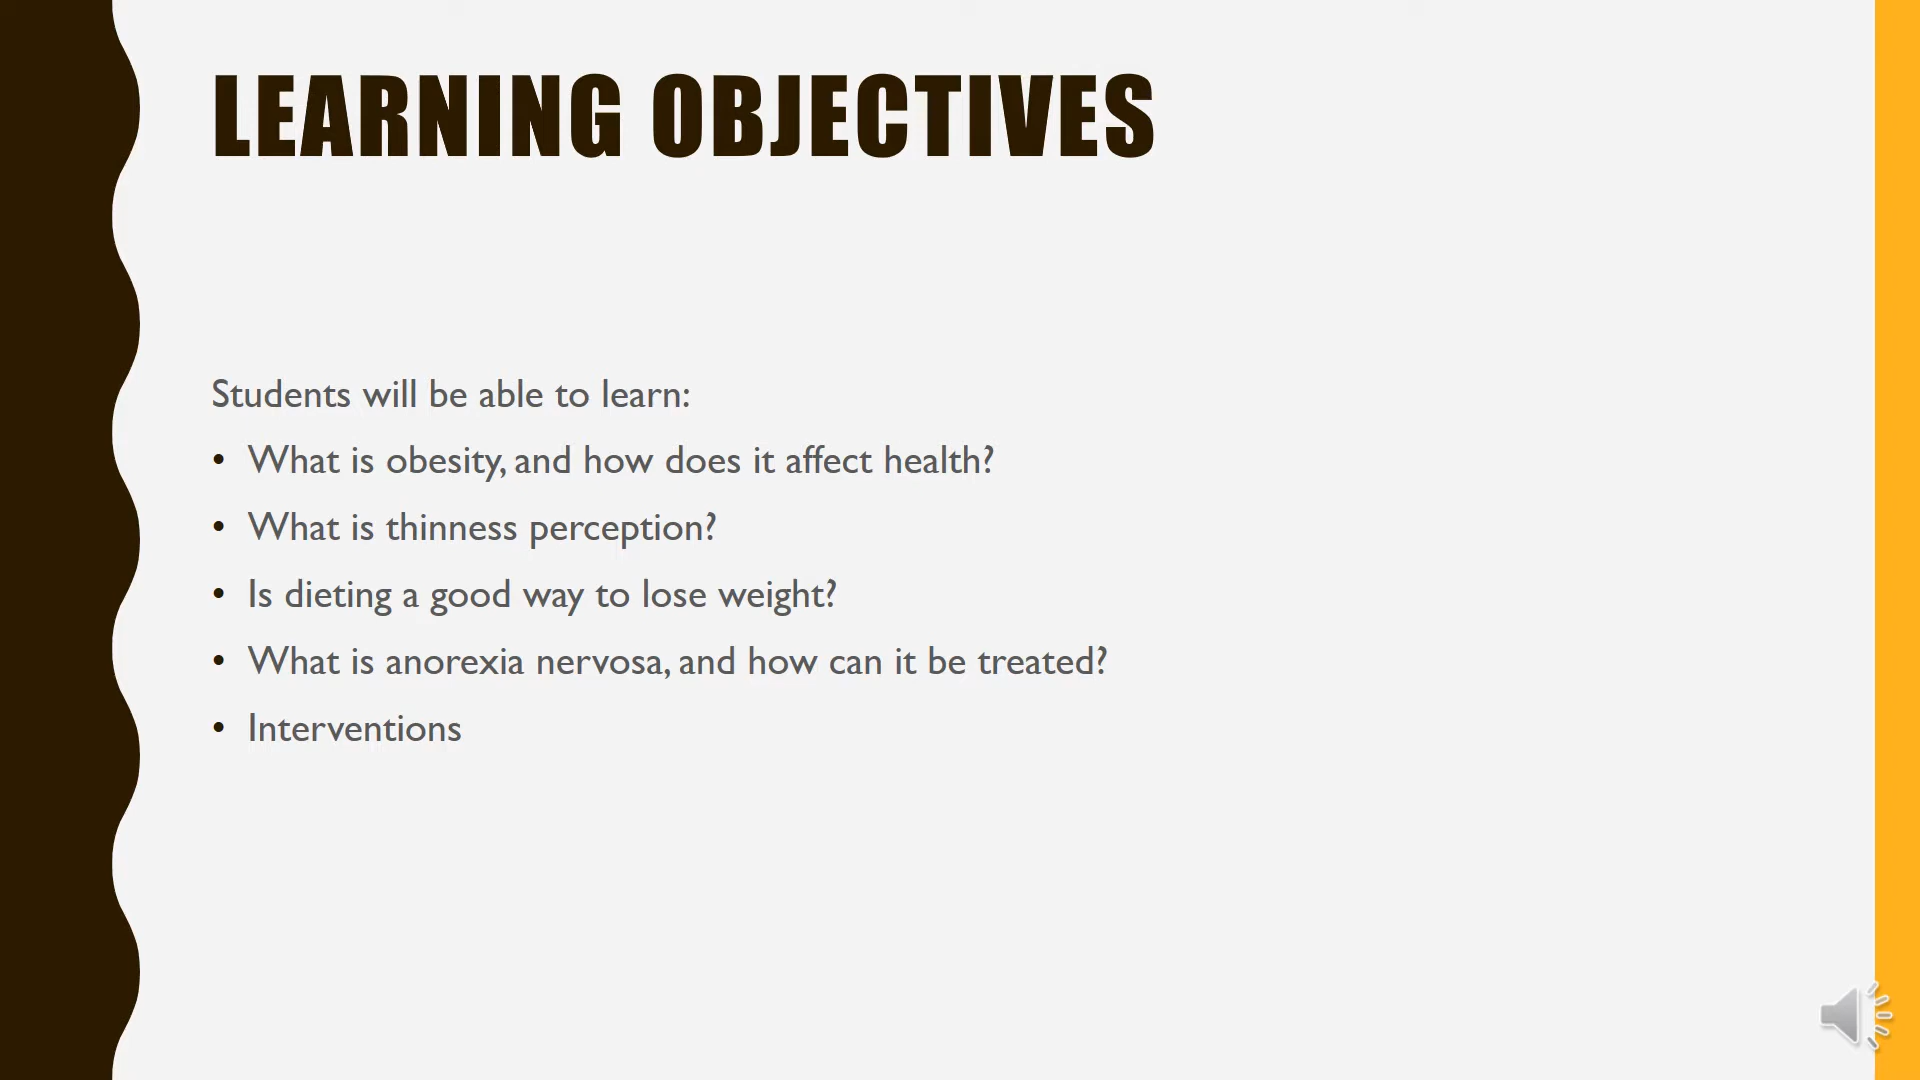 LEARNING OBJECTIVES
Students will be able to learn:
• What is obesity, and how does it affect health?
• What is thinness perception?
• Is dieting a good way to lose weight?
• What is anorexia nervosa, and how can it be treated?
• Interventions